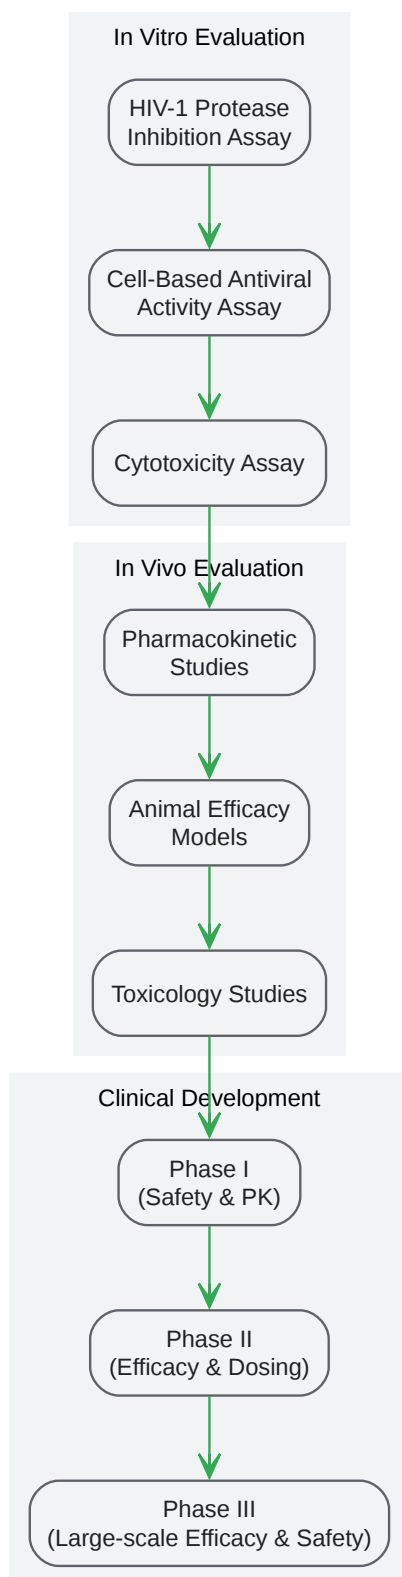 In Vitro Evaluation
HIV-1 Protease
Inhibition Assay
Cell-Based Antiviral
Activity Assay
Cytotoxicity Assay
In Vivo Evaluation
Pharmacokinetic
Studies
Animal Efficacy
Models
Toxicology Studies
Clinical Development
Phase I
(Safety & PK)
Phase II
(Efficacy & Dosing)
Phase III
(Large-scale Efficacy & Safety)